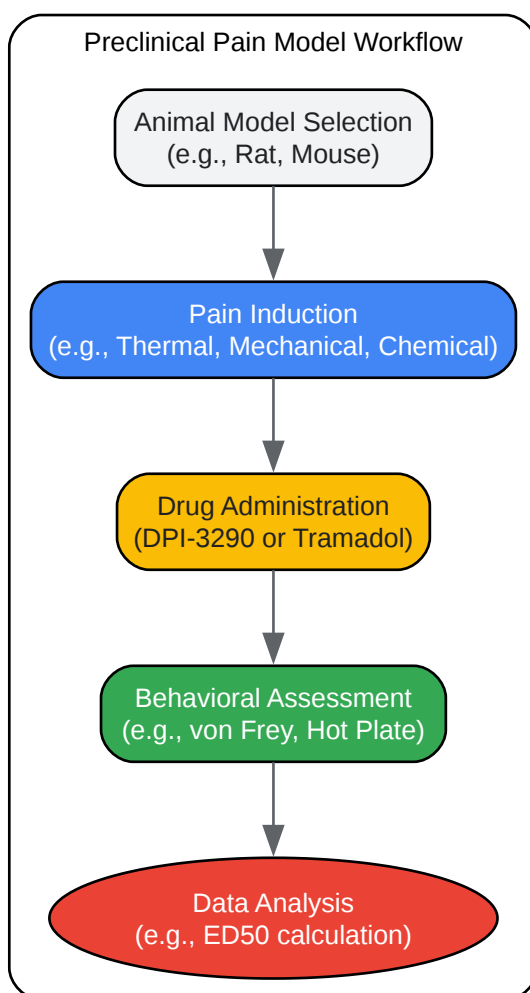 Preclinical Pain Model Workflow
Animal Model Selection
(e.g., Rat, Mouse)
Pain Induction
(e.g., Thermal, Mechanical, Chemical)
Drug Administration
(DPI-3290 or Tramadol)
Behavioral Assessment
(e.g., von Frey, Hot Plate)
Data Analysis
(e.g., ED50 calculation)